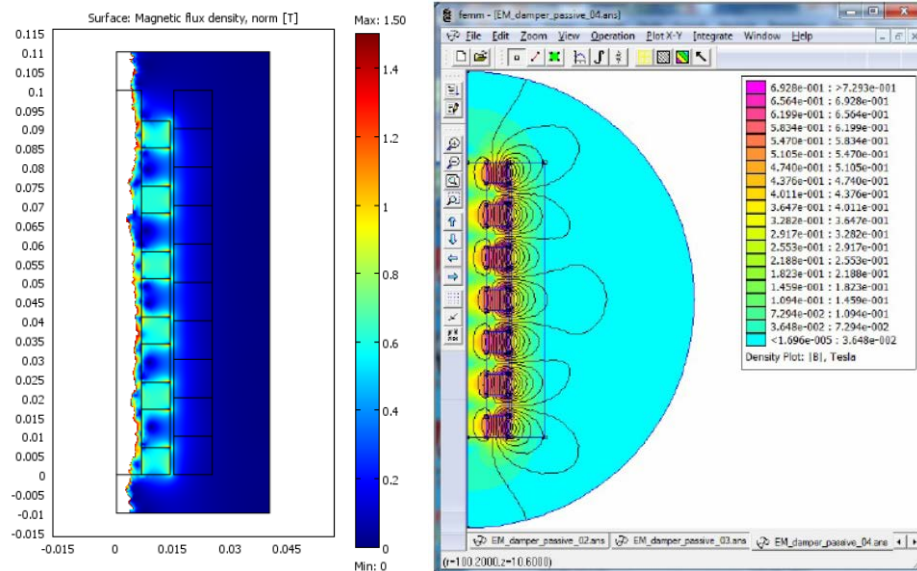 Surface: Magnetic flux density, norm [T]
Max: 1.50
0.115
0.11
0.105
0.1
0.095
0.09
0.085
0.08
0.075
0.07
0.065
0.06
0.055
0.05
0.045
0.04
0.035
0.03
0.025
0.02
0.015
0.01
0.005
0
-0.005
-0.01
-0.015
-0.015
0
0.015
0.03
0.045
1.4
1.2
1
0.8
0.6
0.4
0.2
0
Min: 0
femm - [EM_damper_passive_04.ans]
File Edit Zoom View Operation Plot X-Y Integrate Window Help
6.928e-001 : >7.293e-001
6.564e-001 : 6.928e-001
6.199e-001 : 6.564e-001
5.834e-001 : 6.199e-001
5.470e-001 : 5.834e-001
5.105e-001 : 5.470e-001
4.740e-001 : 5.105e-001
4.376e-001 : 4.740e-001
4.011e-001 : 4.376e-001
3.647e-001 : 4.011e-001
3.282e-001 : 3.647e-001
2.917e-001 : 3.282e-001
2.553e-001 : 2.917e-001
2.188e-001 : 2.553e-001
1.823e-001 : 2.188e-001
1.459e-001 : 1.823e-001
1.094e-001 : 1.459e-001
7.294e-002 : 1.094e-001
3.648e-002 : 7.294e-002
<1.696e-005 : 3.648e-002
Density Plot: |B|, Tesla
EM_damper_passive_02.ans EM_damper_passive_03.ans EM_damper_passive_04.ans
(r=100.2000,z=10.6000)